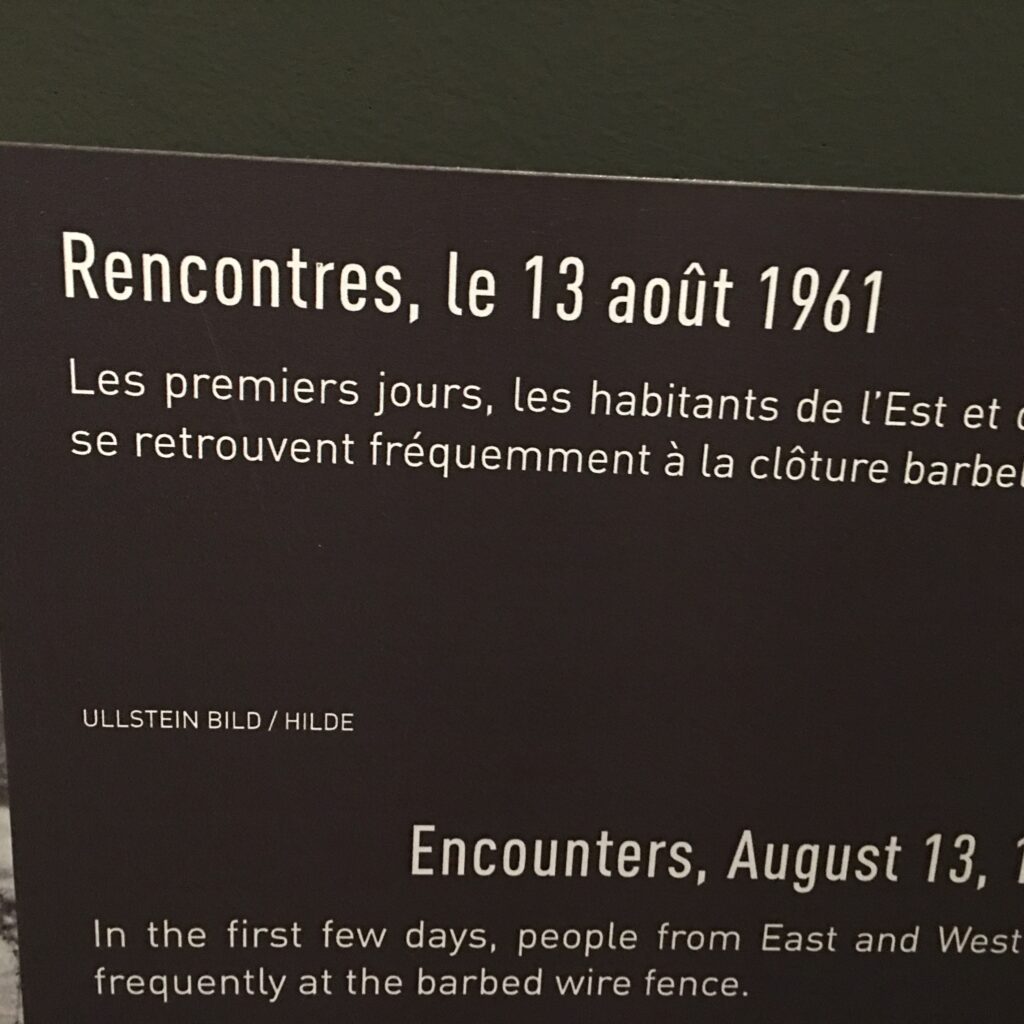 Rencontres, le 13 août 1961
Les premiers jours, les habitants de l'Est et
se retrouvent fréquemment à la clôture
ULLSTEIN BILD / HILDE
Encounters, August 13,
In the first few days, people from East and West
frequently at the barbed wire fence.